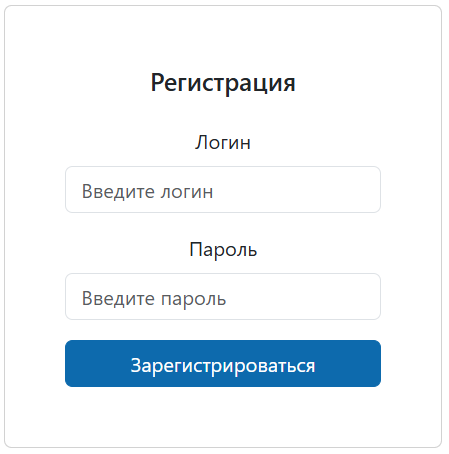 Регистрация
Логин
Введите логин
Пароль
Введите пароль
Зарегистрироваться